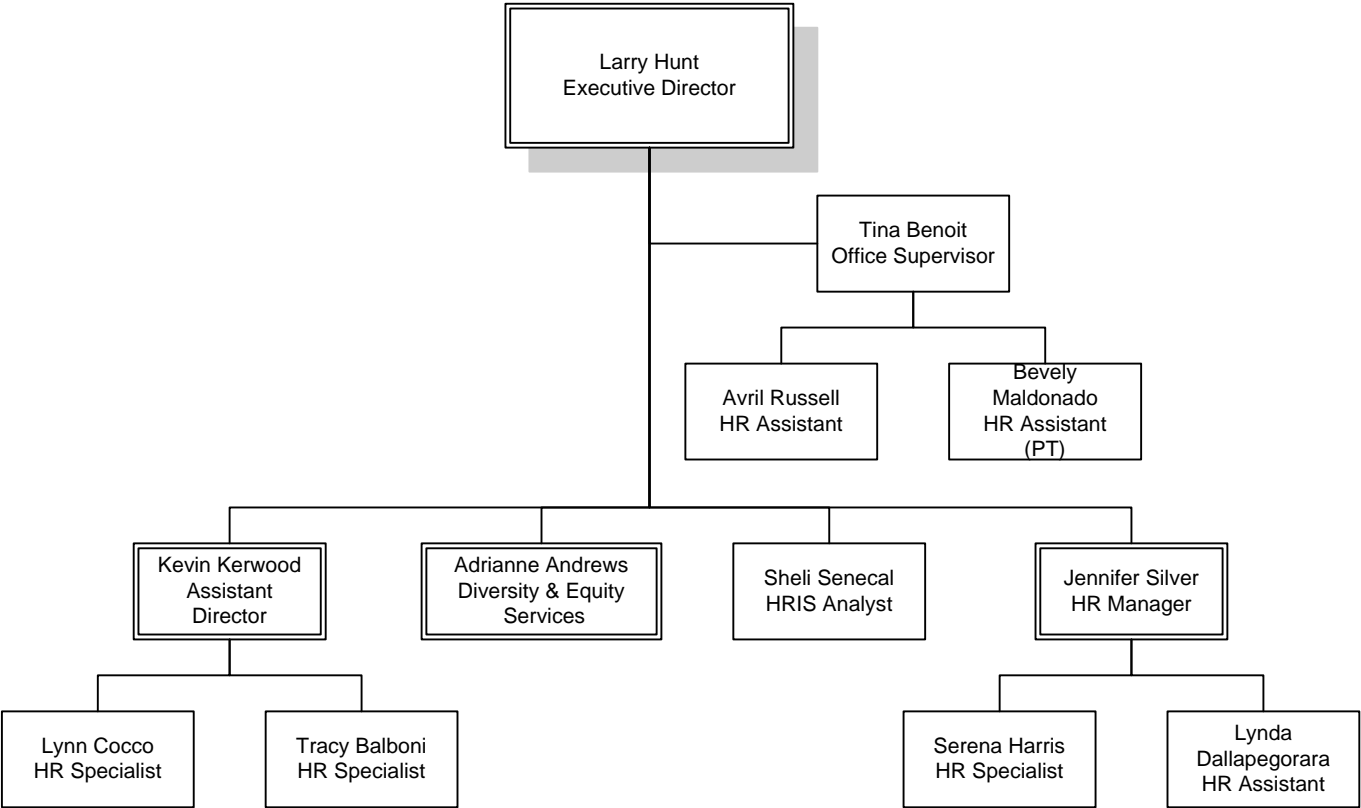 Larry Hunt
Executive Director
Tina Benoit
Office Supervisor
Avril Russell
HR Assistant
Bevely
Maldonado
HR Assistant
(PT)
Kevin Kerwood
Assistant
Director
Adrianne Andrews
Diversity & Equity
Services
Sheli Senecal
HRIS Analyst
Jennifer Silver
HR Manager
Lynn Cocco
HR Specialist
Tracy Balboni
HR Specialist
Serena Harris
HR Specialist
Lynda
Dallapegorara
HR Assistant